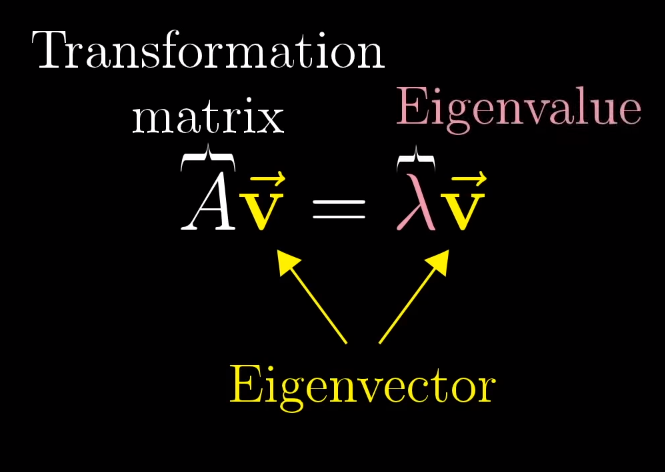 Transformation
matrix
Eigenvalue
A v⃗ = λ v⃗
Eigenvector